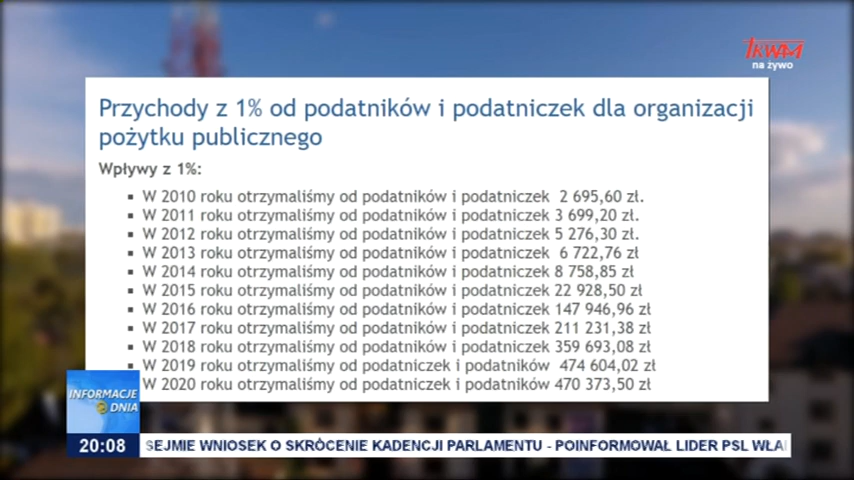 TRWAM
na żywo
Przychody z 1% od podatników i podatniczek dla organizacji
pożytku publicznego
Wpływy z 1%:
▪ W 2010 roku otrzymaliśmy od podatników i podatniczek 2 695,60 zł.
▪ W 2011 roku otrzymaliśmy od podatników i podatniczek 3 699,20 zł.
▪ W 2012 roku otrzymaliśmy od podatników i podatniczek 5 276,30 zł.
▪ W 2013 roku otrzymaliśmy od podatników i podatniczek 6 722,76 zł
▪ W 2014 roku otrzymaliśmy od podatników i podatniczek 8 758,85 zł
▪ W 2015 roku otrzymaliśmy od podatników i podatniczek 22 928,50 zł
▪ W 2016 roku otrzymaliśmy od podatników i podatniczek 147 946,96 zł
▪ W 2017 roku otrzymaliśmy od podatników i podatniczek 211 231,38 zł
▪ W 2018 roku otrzymaliśmy od podatników i podatniczek 359 693,08 zł
▪ W 2019 roku otrzymaliśmy od podatniczek i podatników 474 604,02 zł
W 2020 roku otrzymaliśmy od podatniczek i podatników 470 373,50 zł
INFORMACJE
DNIA
20:08 SEJMIE WNIOSEK O SKRÓCENIE KADENCJI PARLAMENTU - POINFORMOWAŁ LIDER PSL WŁA